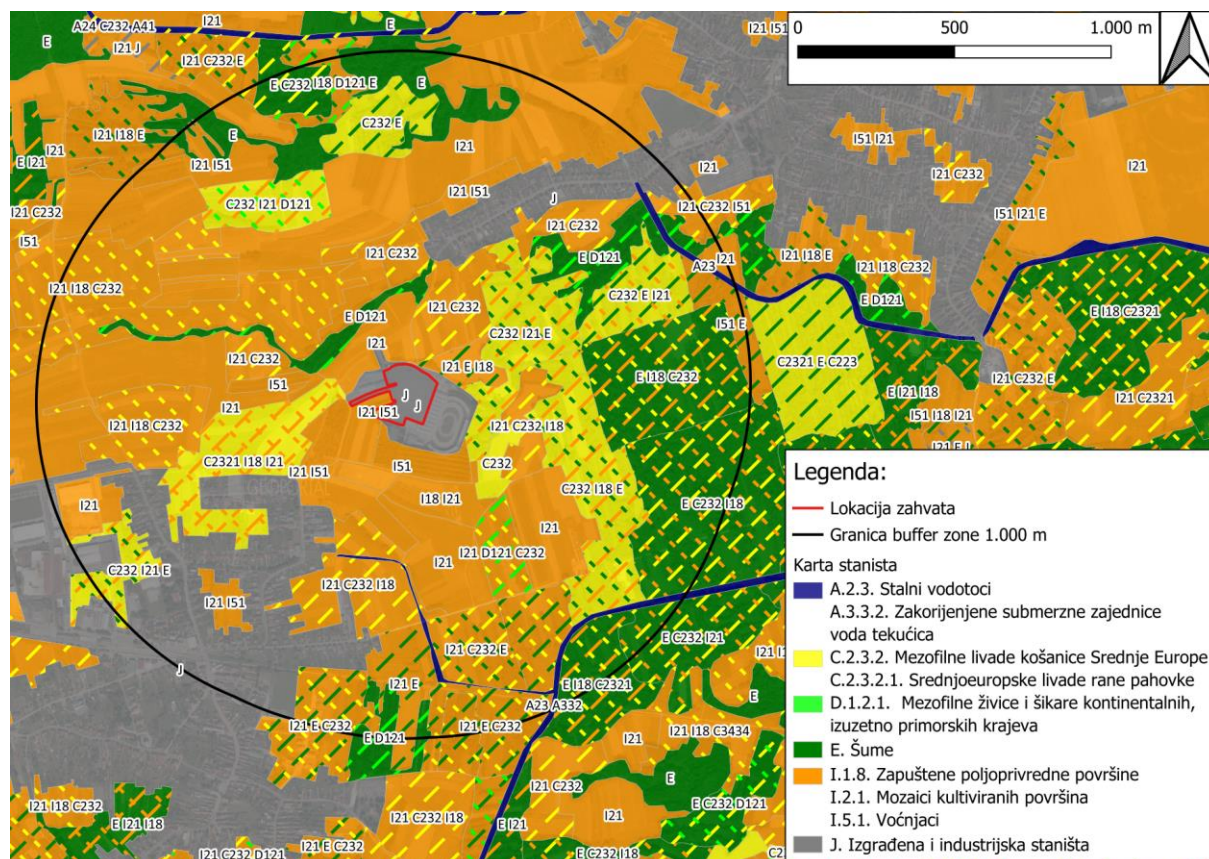 I21
A24 C232 A41
E
E
I21 J
I21 C232 E
I21 I51
0
500
1.000 m
E C232 I18 D121 E
E
C232 E
I21 I18 E
E
I21
I21
E I21
I21 I51
I51 I21
I21
I21
I21 C232
I21 C232
C232 I21 D121
I21 I51
J
I21 C232 I51
I51 I21 E
I51
I21 C232
I21 C232
E D121
I21
A23
I21 I18 E
I21 I18 C232
I21 I18 C232
C232 E I21
E D121
E I18 C2321
E D121
I21 C232
C232 I21 E
I51 E
I21
I21 C232
I21 E I18
C2321 E C223
I21 C232 E
I51
E I18 C232
E I21 I18
I21 C2321
I21
J
J
I21 I51
I51 I18 I21
I21 I18 C232
I21 C232 I18
I21 E J
C2321 I18 I21
I21 I51
I51
C232
I18 I21
C232 I18 E
E C232 I18
I21
I21
I21 D121 C232
I21
C232 I21 E
I21 C232 I18
I21 I51
I21 C232 E
E C232 I21
J
I21 E
E I18 C2321
A23 A332
E
I21 E C232
I21 E C232
E D121
I21
I21 I18 C3434
I21 C232
E
I21 I18 C232
E I21 I18
I21 C232 I18
E I21
I21
E C232 D121
I21 C232 D121
I21 E C232
E C232 I18
Legenda:
Lokacija zahvata
Granica buffer zone 1.000 m
Karta stanista
A.2.3. Stalni vodotoci
A.3.3.2. Zakorijenjene submerzne zajednice
voda tekućica
C.2.3.2. Mezofilne livade košanice Srednje Europe
C.2.3.2.1. Srednjoeuropske livade rane pahovke
D.1.2.1. Mezofilne živice i šikare kontinentalnih,
izuzetno primorskih krajeva
E. Šume
I.1.8. Zapuštene poljoprivredne površine
I.2.1. Mozaici kultiviranih površina
I.5.1. Voćnjaci
J. Izgrađena i industrijska staništa